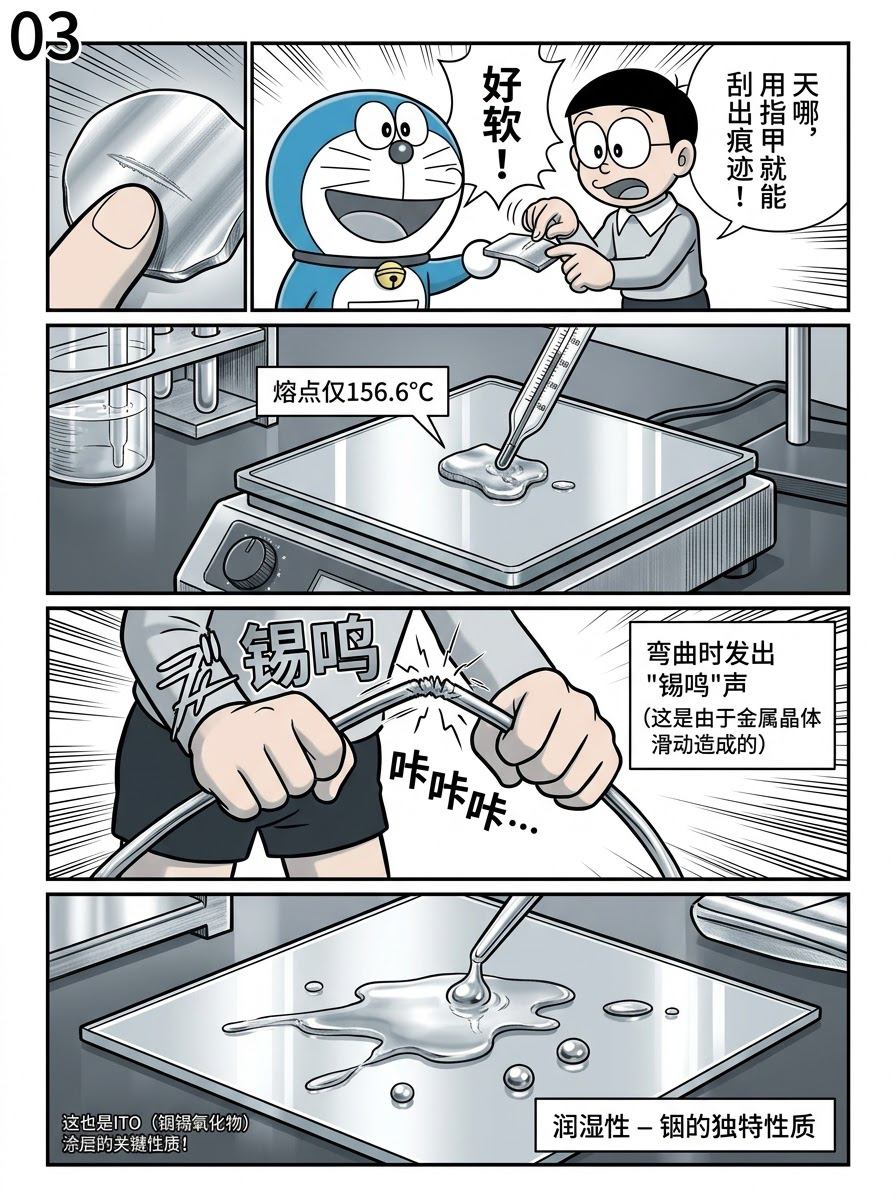 03
好软！
天哪，
用指甲就能
刮出痕迹！
熔点仅156.6°C
锡鸣
弯曲时发出
"锡鸣"声
（这是由于金属晶体
滑动造成的）
咔咔咔...
这也是ITO（铟锡氧化物）
涂层的关键性质！
润湿性 – 铟的独特性质